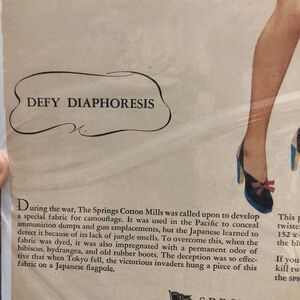 DEFY DIAPHORESIS
During the war, The Springs Cotton Mills was called upon to develop
a special fabric for camouflage. It was used in the Pacific to conceal
ammunition dumps and gun emplacements, but the Japanese learned to
detect it because of its lack of jungle smells. To overcome this, when the
fabric was dyed, it was also impregnated with a permanent odor of
hibiscus, hydrangea, and old rubber boots. The deception was so effec-
tive that when Tokyo fell, the victorious invaders hung a piece of this
fabric on a Japanese flagpole.
This p
twiste
152 x
the bl
If you
kill tw
the spa